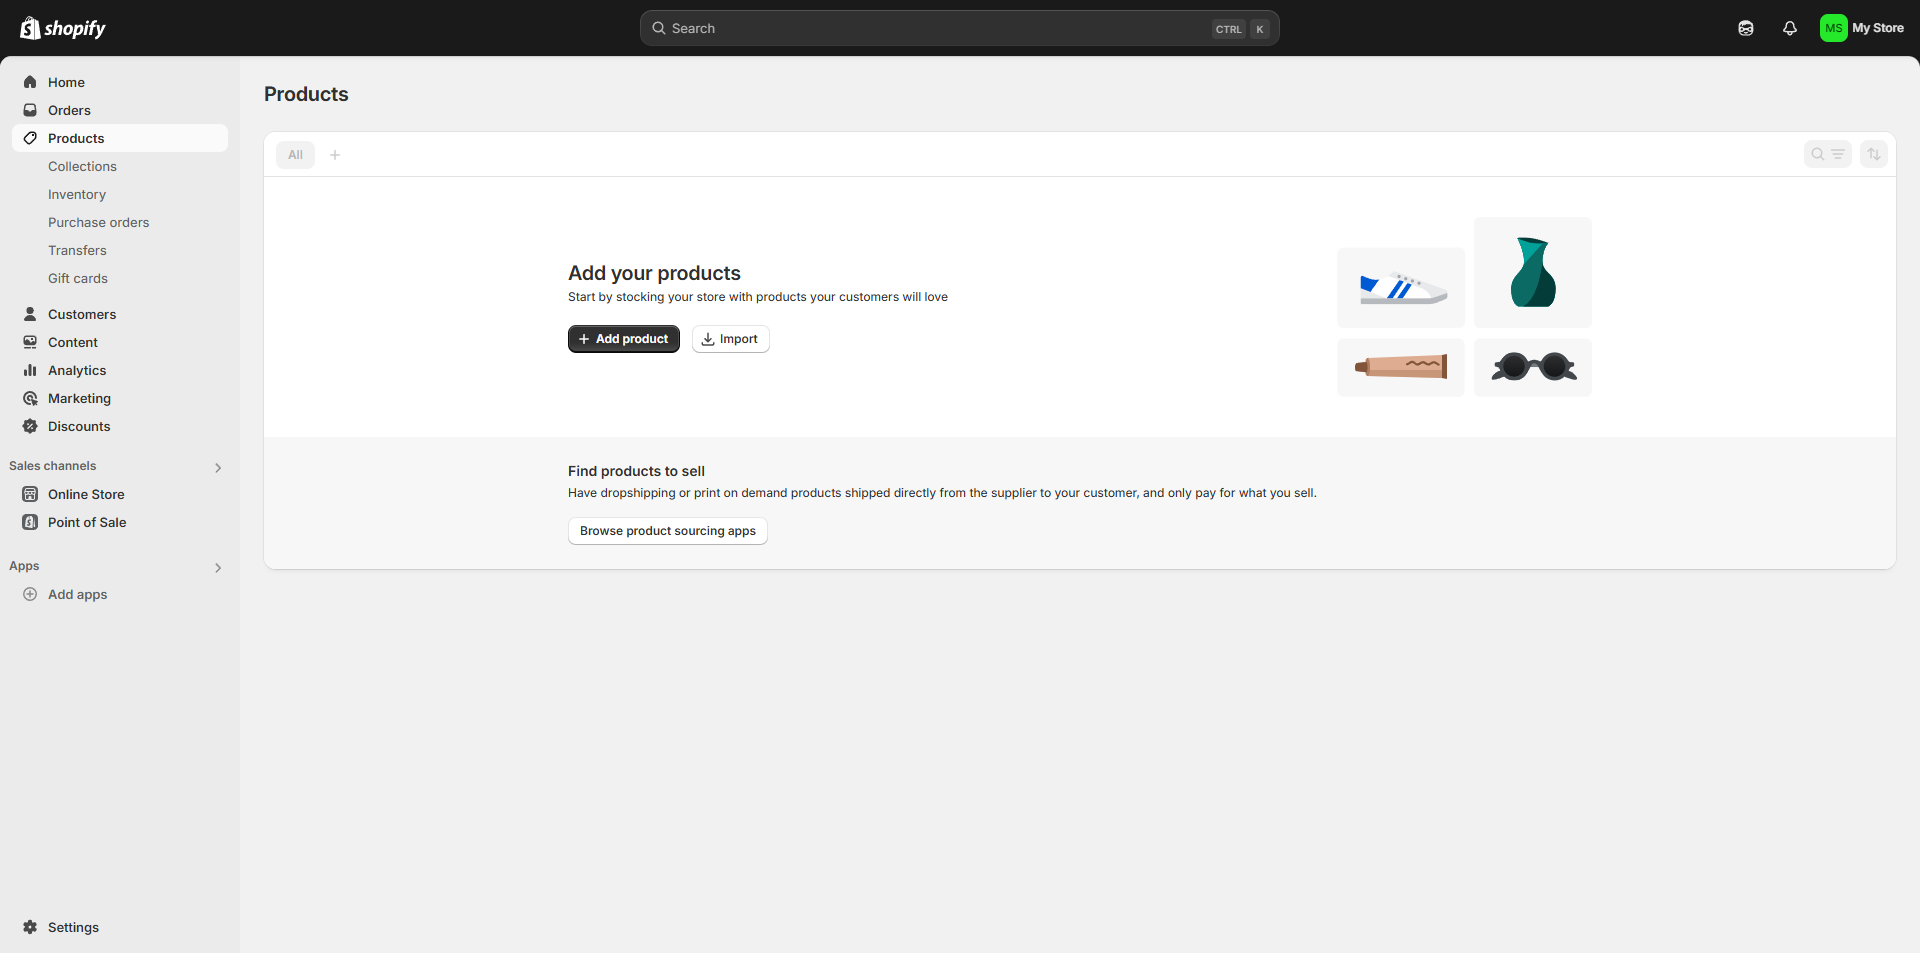 shopify
Search
CTRL K
MS
My Store
Home
Orders
Products
Collections
Inventory
Purchase orders
Transfers
Gift cards
Customers
Content
Analytics
Marketing
Discounts
Sales channels
Online Store
Point of Sale
Apps
Add apps
Settings
Products
All
Add your products
Start by stocking your store with products your customers will love
Add product
Import
Find products to sell
Have dropshipping or print on demand products shipped directly from the supplier to your customer, and only pay for what you sell.
Browse product sourcing apps